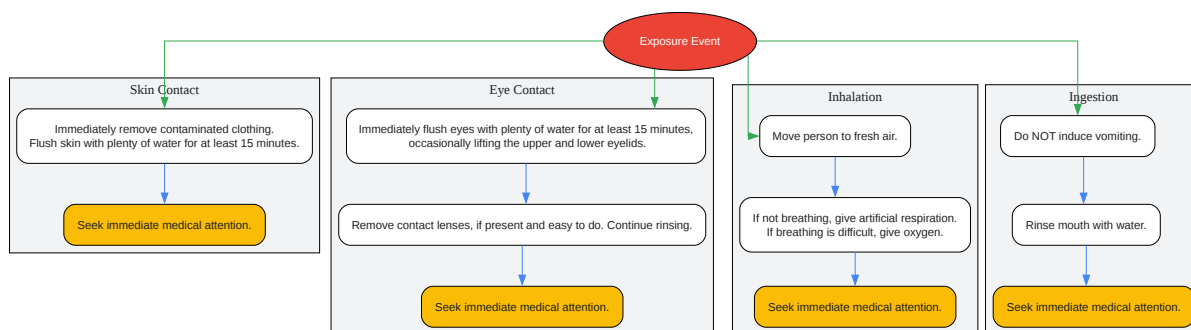 Exposure Event
Skin Contact
Immediately remove contaminated clothing.
Flush skin with plenty of water for at least 15 minutes.
Seek immediate medical attention.
Eye Contact
Immediately flush eyes with plenty of water for at least 15 minutes,
occasionally lifting the upper and lower eyelids.
Remove contact lenses, if present and easy to do. Continue rinsing.
Seek immediate medical attention.
Inhalation
Move person to fresh air.
If not breathing, give artificial respiration.
If breathing is difficult, give oxygen.
Seek immediate medical attention.
Ingestion
Do NOT induce vomiting.
Rinse mouth with water.
Seek immediate medical attention.